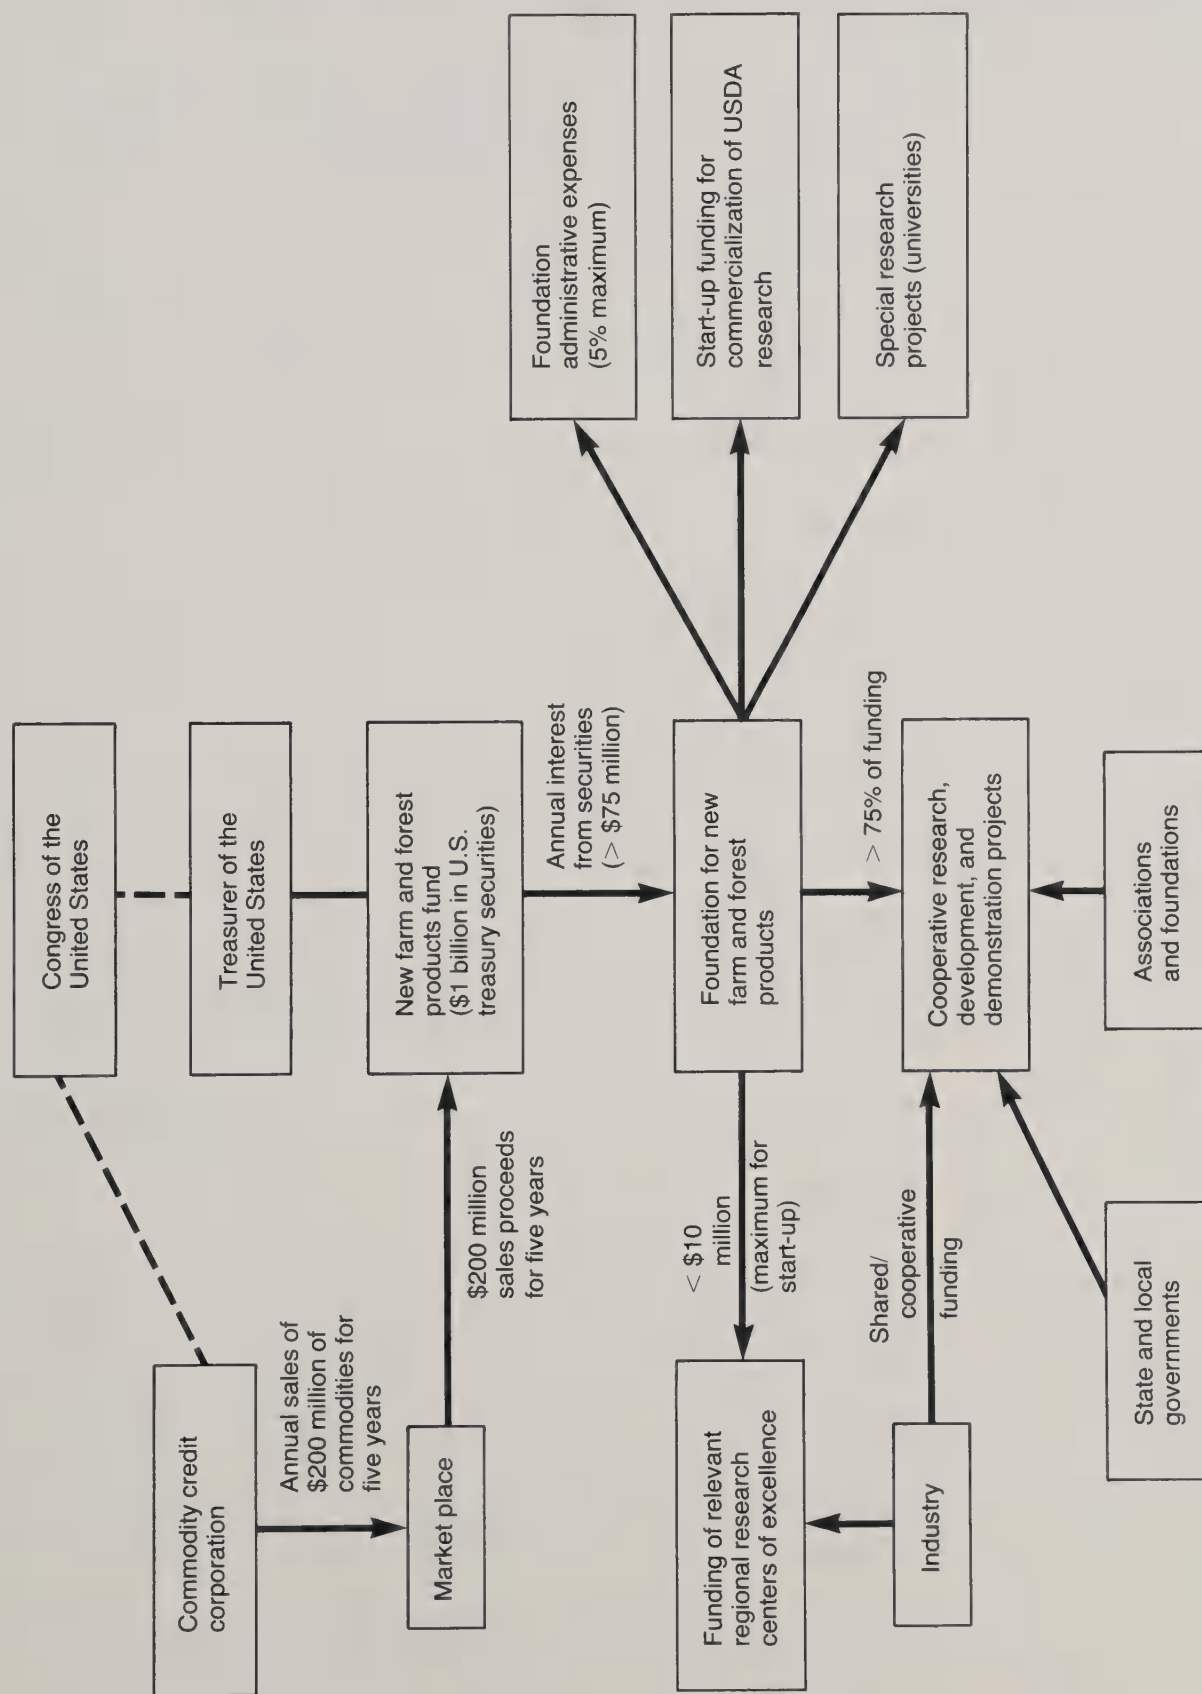 Congress of the
United States
Treasurer of the
United States
Commodity credit
corporation
Annual sales of
$200 million of
commodities for
five years
Market place
$200 million
sales proceeds
for five years
New farm and forest
products fund
($1 billion in U.S.
treasury securities)
Annual interest
from securities
(> $75 million)
Foundation for new
farm and forest
products
Foundation
administrative expenses
(5% maximum)
Start-up funding for
commercialization of USDA
research
Special research
projects (universities)
< $10
million
(maximum for
start-up)
Funding of relevant
regional research
centers of excellence
> 75% of funding
Cooperative research,
development, and
demonstration projects
Shared/
cooperative
funding
Industry
State and local
governments
Associations
and foundations